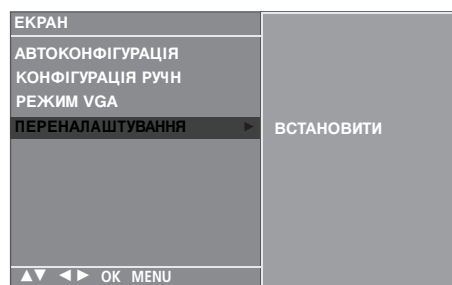 ЕКРАН
АВТОКОНФІГУРАЦІЯ
КОНФІГУРАЦІЯ РУЧН
РЕЖИМ VGA
ПЕРЕНАЛАШТУВАННЯ ►
ВСТАНОВИТИ
▲▼ ◄► OK MENU